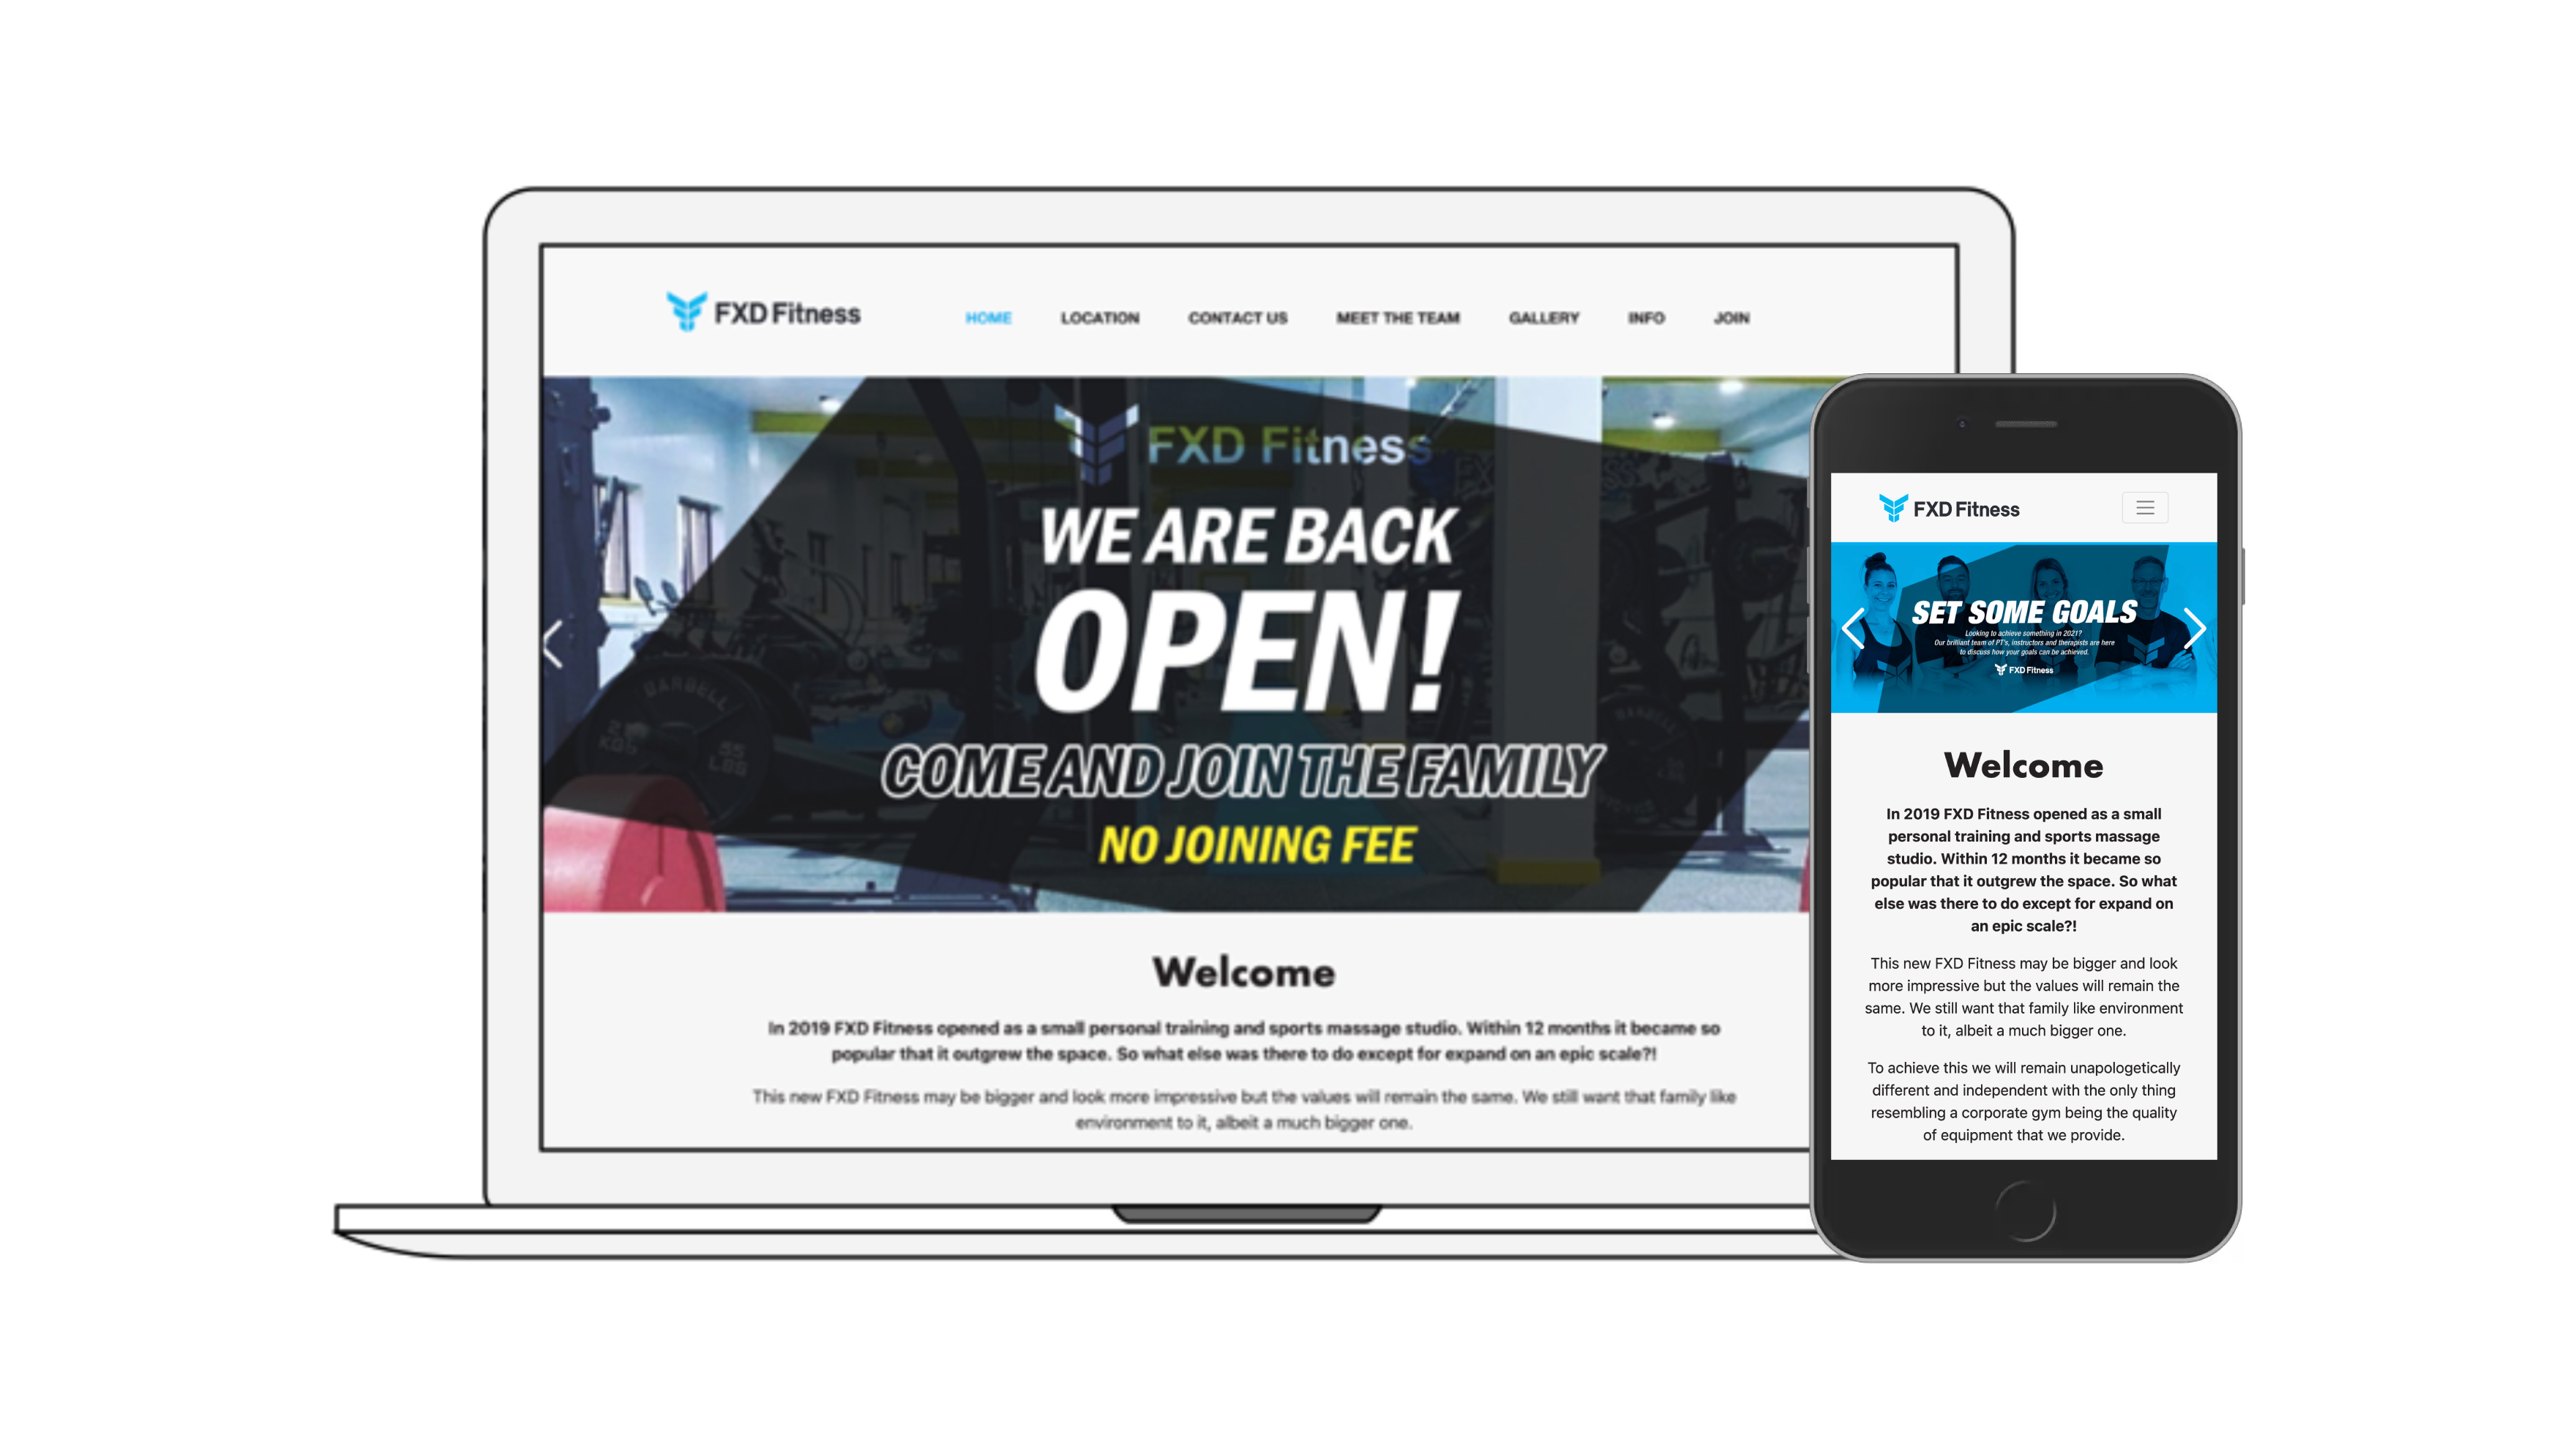 FXD Fitness
HOME LOCATION CONTACT US MEET THE TEAM GALLERY INFO JOIN
FXD Fitness
WE ARE BACK
OPEN!
COME AND JOIN THE FAMILY
NO JOINING FEE
BARBELL
KGS
55
LBS
BARBELL
Welcome
In 2019 FXD Fitness opened as a small personal training and sports massage studio. Within 12 months it became so
popular that it outgrew the space. So what else was there to do except for expand on an epic scale?!
This new FXD Fitness may be bigger and look more impressive but the values will remain the same. We still want that family like
environment to it, albeit a much bigger one.
FXD Fitness
SET SOME GOALS
Looking to achieve something in 2021?
Our brilliant team of PT's, instructors and therapists are here
to discuss how your goals can be achieved.
FXD Fitness
Welcome
In 2019 FXD Fitness opened as a small
personal training and sports massage
studio. Within 12 months it became so
popular that it outgrew the space. So what
else was there to do except for expand on
an epic scale?!
This new FXD Fitness may be bigger and look
more impressive but the values will remain the
same. We still want that family like environment
to it, albeit a much bigger one.
To achieve this we will remain unapologetically
different and independent with the only thing
resembling a corporate gym being the quality
of equipment that we provide.